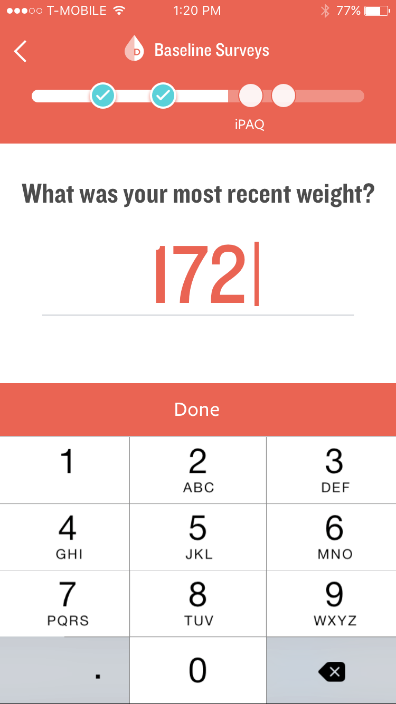 T-MOBILE 1:20 PM 77%
D Baseline Surveys
iPAQ
What was your most recent weight?
172
Done
1 2 3
ABC DEF
4 5 6
GHI JKL MNO
7 8 9
PQRS TUV WXYZ
. 0